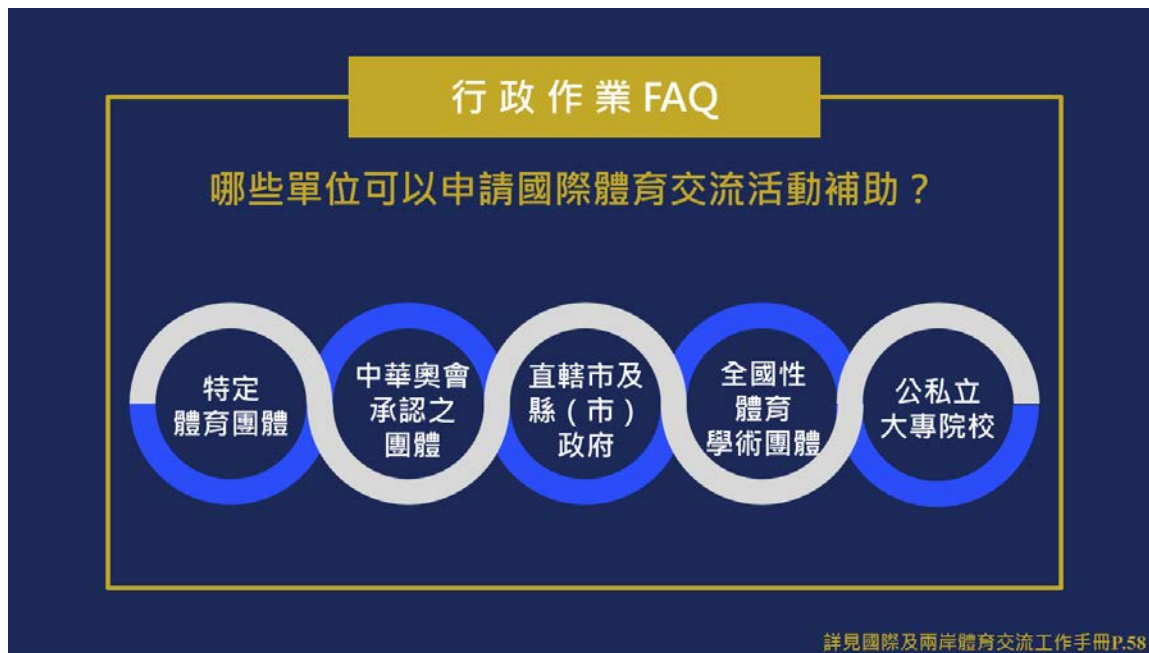 行政作業FAQ
哪些單位可以申請國際體育交流活動補助？
特定
體育團體
中華奧會
承認之
團體
直轄市及
縣（市）
政府
全國性
體育
學術團體
公私立
大專院校
詳見國際及兩岸體育交流工作手冊P.58